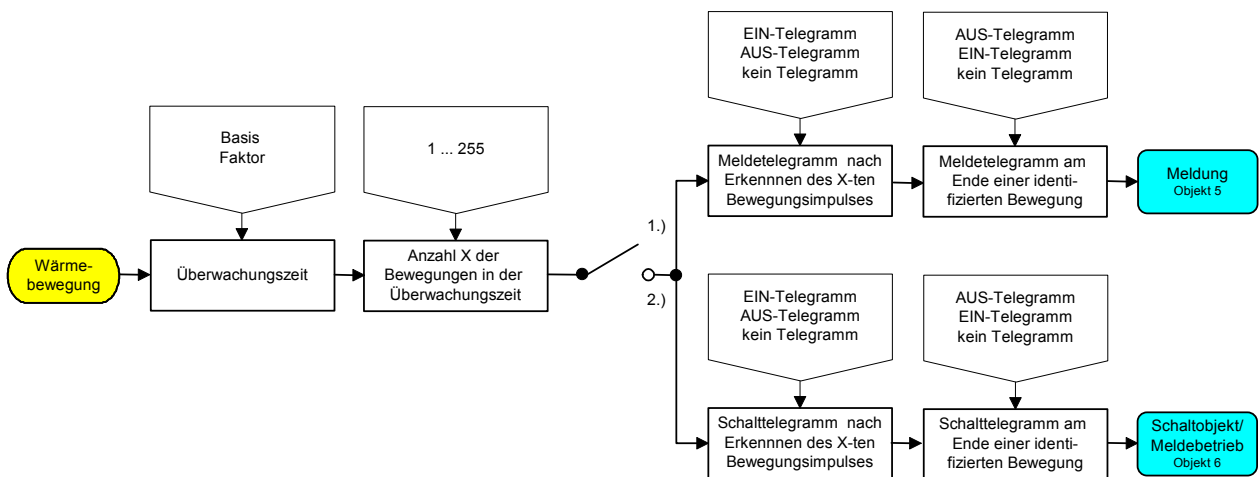 EIN-Telegramm
AUS-Telegramm
kein Telegramm
AUS-Telegramm
EIN-Telegramm
kein Telegramm
Basis
Faktor
1 ... 255
Meldetelegramm nach
Erkennnen des X-ten
Bewegungsimpulses
Meldetelegramm am
Ende einer identi-
fizierten Bewegung
Meldung
Objekt 5
Wärme-
bewegung
Überwachungszeit
Anzahl X der
Bewegungen in der
Überwachungszeit
1.)
2.)
EIN-Telegramm
AUS-Telegramm
kein Telegramm
AUS-Telegramm
EIN-Telegramm
kein Telegramm
Schalttelegramm nach
Erkennnen des X-ten
Bewegungsimpulses
Schalttelegramm am
Ende einer identi-
fizierten Bewegung
Schaltobjekt/
Meldebetrieb
Objekt 6